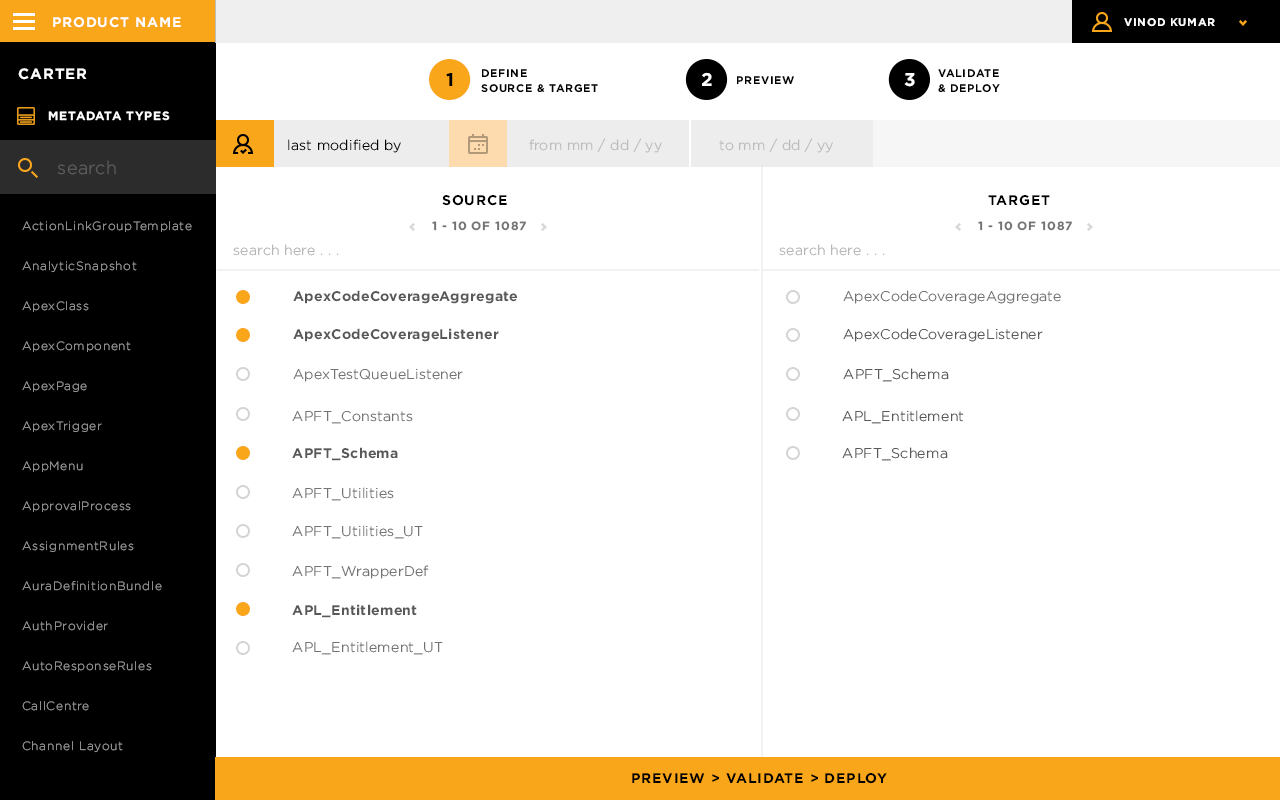 PRODUCT NAME
VINOD KUMAR
CARTER
METADATA TYPES
search
ActionLinkGroupTemplate
AnalyticSnapshot
ApexClass
ApexComponent
ApexPage
ApexTrigger
AppMenu
ApprovalProcess
AssignmentRules
AuraDefinitionBundle
AuthProvider
AutoResponseRules
CallCentre
Channel Layout
1
DEFINE
SOURCE & TARGET
2
PREVIEW
3
VALIDATE
& DEPLOY
last modified by
from mm / dd / yy
to mm / dd / yy
SOURCE
1 - 10 OF 1087
search here . . .
ApexCodeCoverageAggregate
ApexCodeCoverageListener
ApexTestQueueListener
APFT_Constants
APFT_Schema
APFT_Utilities
APFT_Utilities_UT
APFT_WrapperDef
APL_Entitlement
APL_Entitlement_UT
TARGET
1 - 10 OF 1087
search here . . .
ApexCodeCoverageAggregate
ApexCodeCoverageListener
APFT_Schema
APL_Entitlement
APFT_Schema
PREVIEW > VALIDATE > DEPLOY